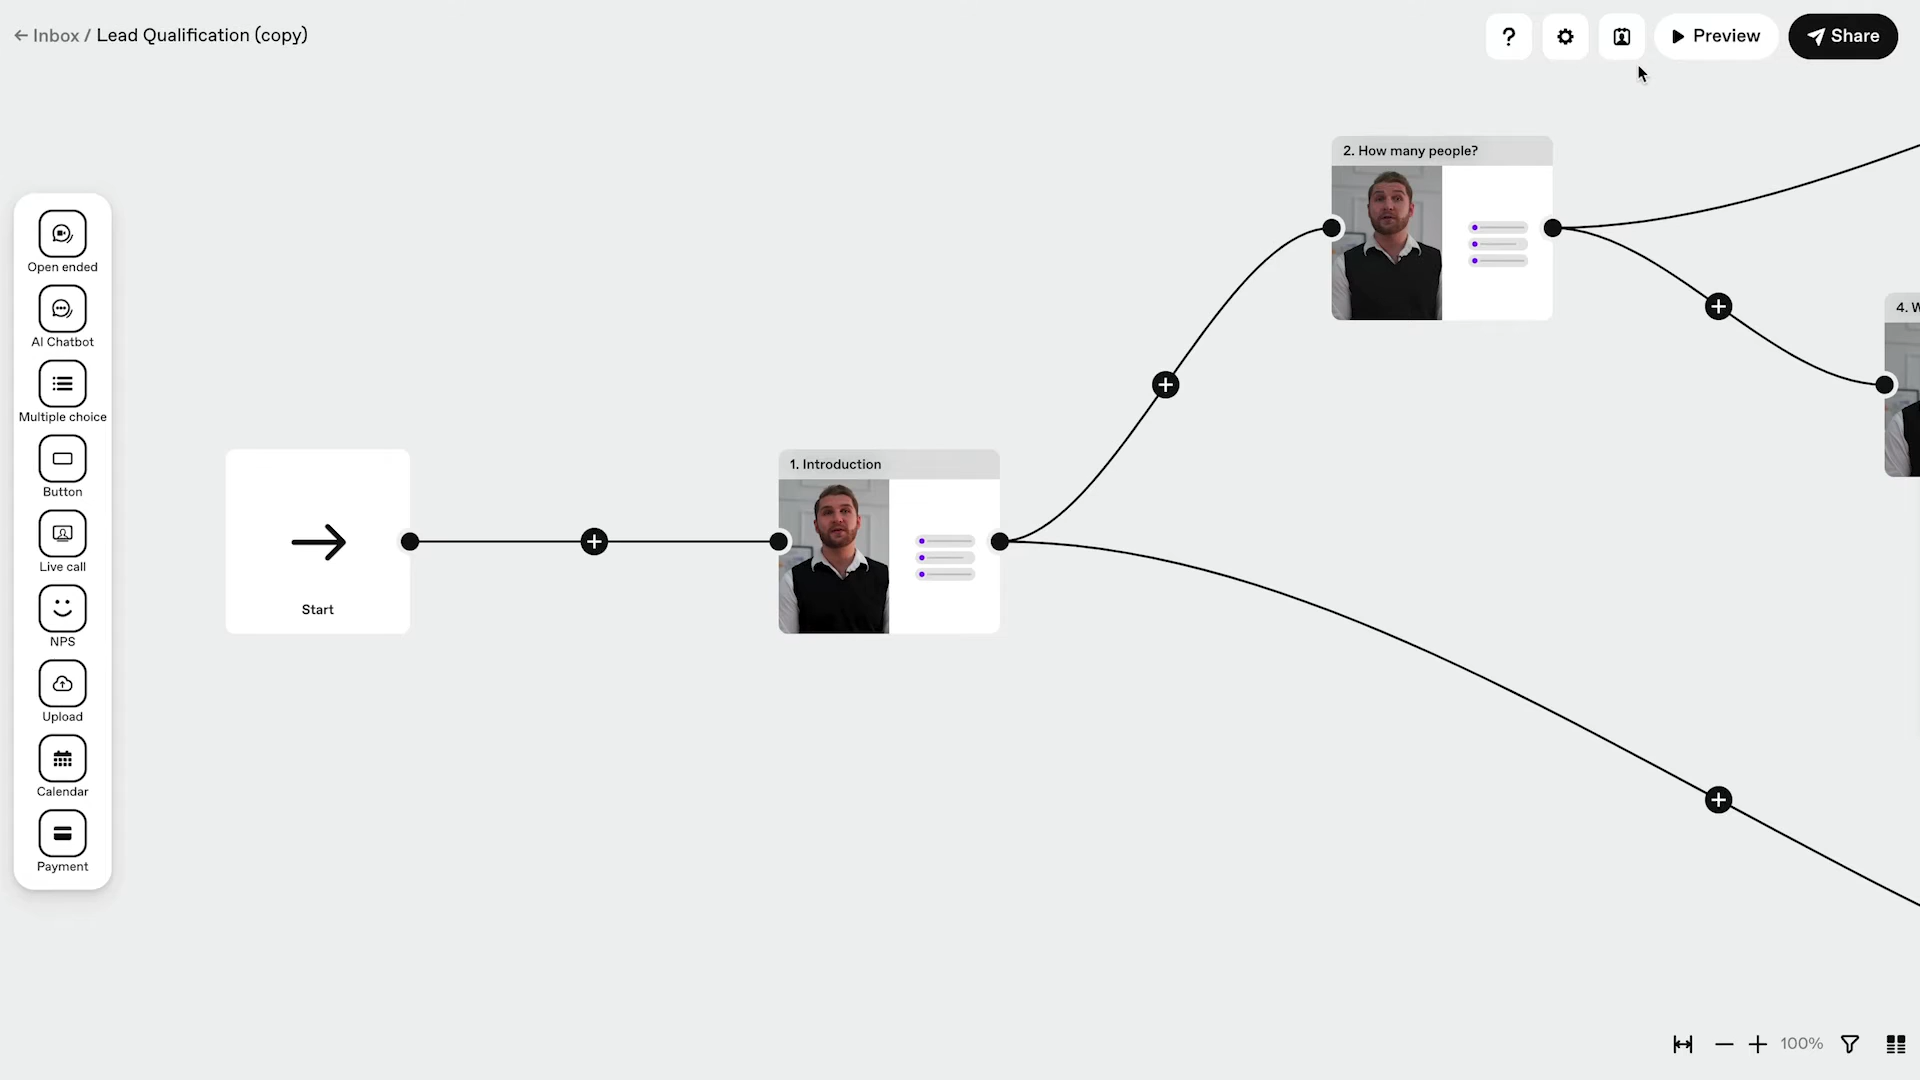 ← Inbox / Lead Qualification (copy)
?
Preview
Share
2. How many people?
Open ended
AI Chatbot
4. W
Multiple choice
1. Introduction
Button
Live call
Start
NPS
Upload
Calendar
Payment
100%